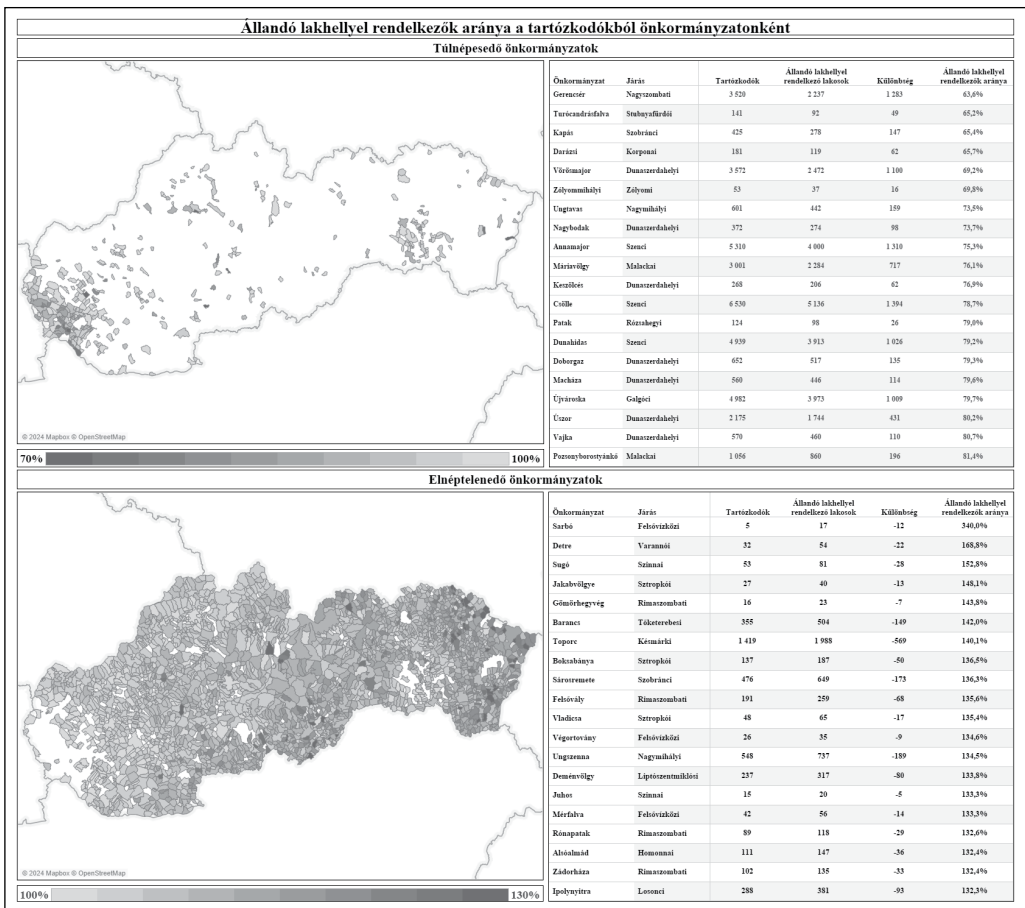 Állandó lakhellyel rendelkezők aránya a tartózkodókból önkormányzatonként
Túlnépesedő önkormányzatok
© 2024 Mapbox © OpenStreetMap
70% 100%
Önkormányzat Járás Tartózkodók Állandó lakhellyel rendelkező lakosok Különbség Állandó lakhellyel rendelkezők aránya
Gerencsér Nagyszombati 3 520 2 237 1 283 63,6%
Turócandrásfalva Stubnyafürdői 141 92 49 65,2%
Kapás Szobránci 425 278 147 65,4%
Darázsi Korponai 181 119 62 65,7%
Vörösmajor Dunaszerdahelyi 3 572 2 472 1 100 69,2%
Zólyommihályi Zólyomi 53 37 16 69,8%
Ungtavas Nagymihályi 601 442 159 73,5%
Nagybodak Dunaszerdahelyi 372 274 98 73,7%
Annamajor Szenci 5 310 4 000 1 310 75,3%
Máriavölgy Malackai 3 001 2 284 717 76,1%
Keszölcés Dunaszerdahelyi 268 206 62 76,9%
Csölle Szenci 6 530 5 136 1 394 78,7%
Patak Rózsahegyi 124 98 26 79,0%
Dunahidas Szenci 4 939 3 913 1 026 79,2%
Doborgaz Dunaszerdahelyi 652 517 135 79,3%
Macháza Dunaszerdahelyi 560 446 114 79,6%
Újvároska Galgóci 4 982 3 973 1 009 79,7%
Úszor Dunaszerdahelyi 2 175 1 744 431 80,2%
Vajka Dunaszerdahelyi 570 460 110 80,7%
Pozsonyborostyánkő Malackai 1 056 860 196 81,4%
Elnéptelenedő önkormányzatok
© 2024 Mapbox © OpenStreetMap
100% 130%
Önkormányzat Járás Tartózkodók Állandó lakhellyel rendelkező lakosok Különbség Állandó lakhellyel rendelkezők aránya
Sarbó Felsővízközi 5 17 -12 340,0%
Detre Varannói 32 54 -22 168,8%
Sugó Szinnai 53 81 -28 152,8%
Jakabvölgye Sztropkói 27 40 -13 148,1%
Gömörhegyvég Rimaszombati 16 23 -7 143,8%
Barancs Tőketerebesi 355 504 -149 142,0%
Toporc Késmárki 1 419 1 988 -569 140,1%
Boksabánya Sztropkói 137 187 -50 136,5%
Sárosremete Szobránci 476 649 -173 136,3%
Felsővály Rimaszombati 191 259 -68 135,6%
Vladicsa Sztropkói 48 65 -17 135,4%
Végortovány Felsővízközi 26 35 -9 134,6%
Ungszenna Nagymihályi 548 737 -189 134,5%
Deménvölgy Liptószentmiklósi 237 317 -80 133,8%
Juhos Szinnai 15 20 -5 133,3%
Mérfalva Felsővízközi 42 56 -14 133,3%
Rónapatak Rimaszombati 89 118 -29 132,6%
Alsóalmád Homonnai 111 147 -36 132,4%
Zádorháza Rimaszombati 102 135 -33 132,4%
Ipolynyitra Losonci 288 381 -93 132,3%